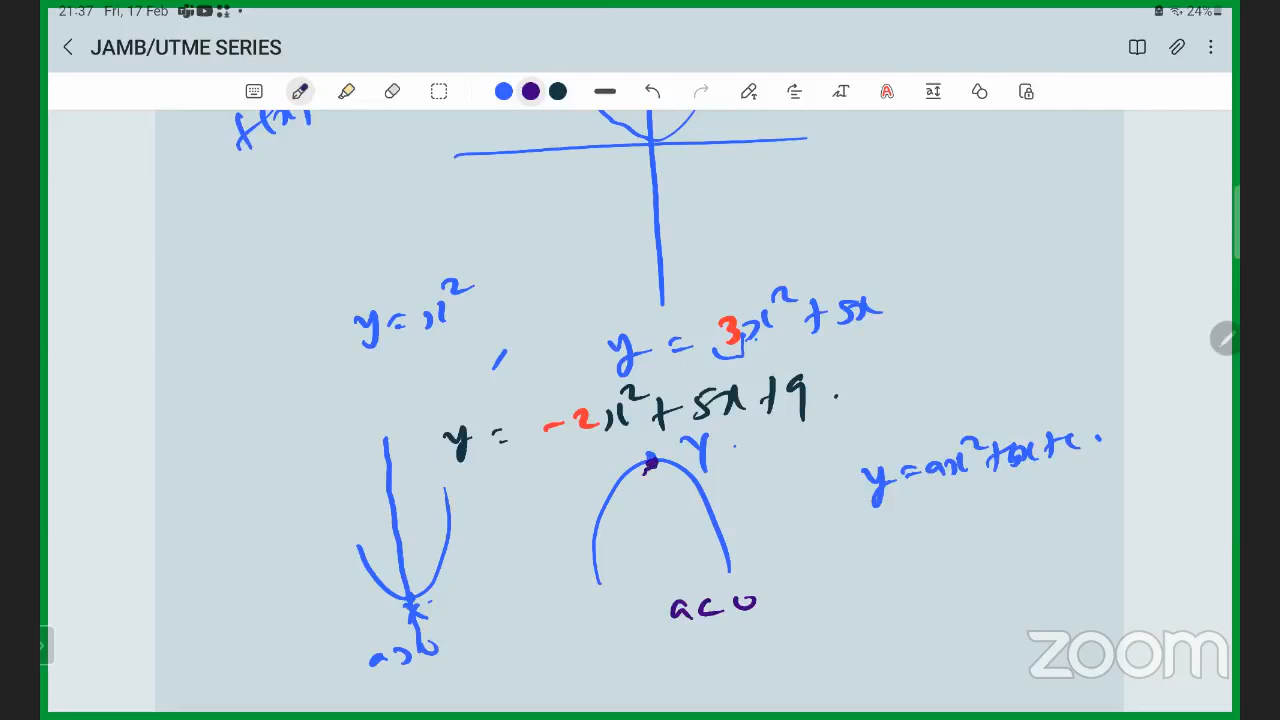 21:37 Fri, 17 Feb
24%
JAMB/UTME SERIES
f(x)
y = x²
y = 3x² + 5x
y = -2x² + 5x + 9
y = ax² + bx + c.
a>0
a<0
zoom